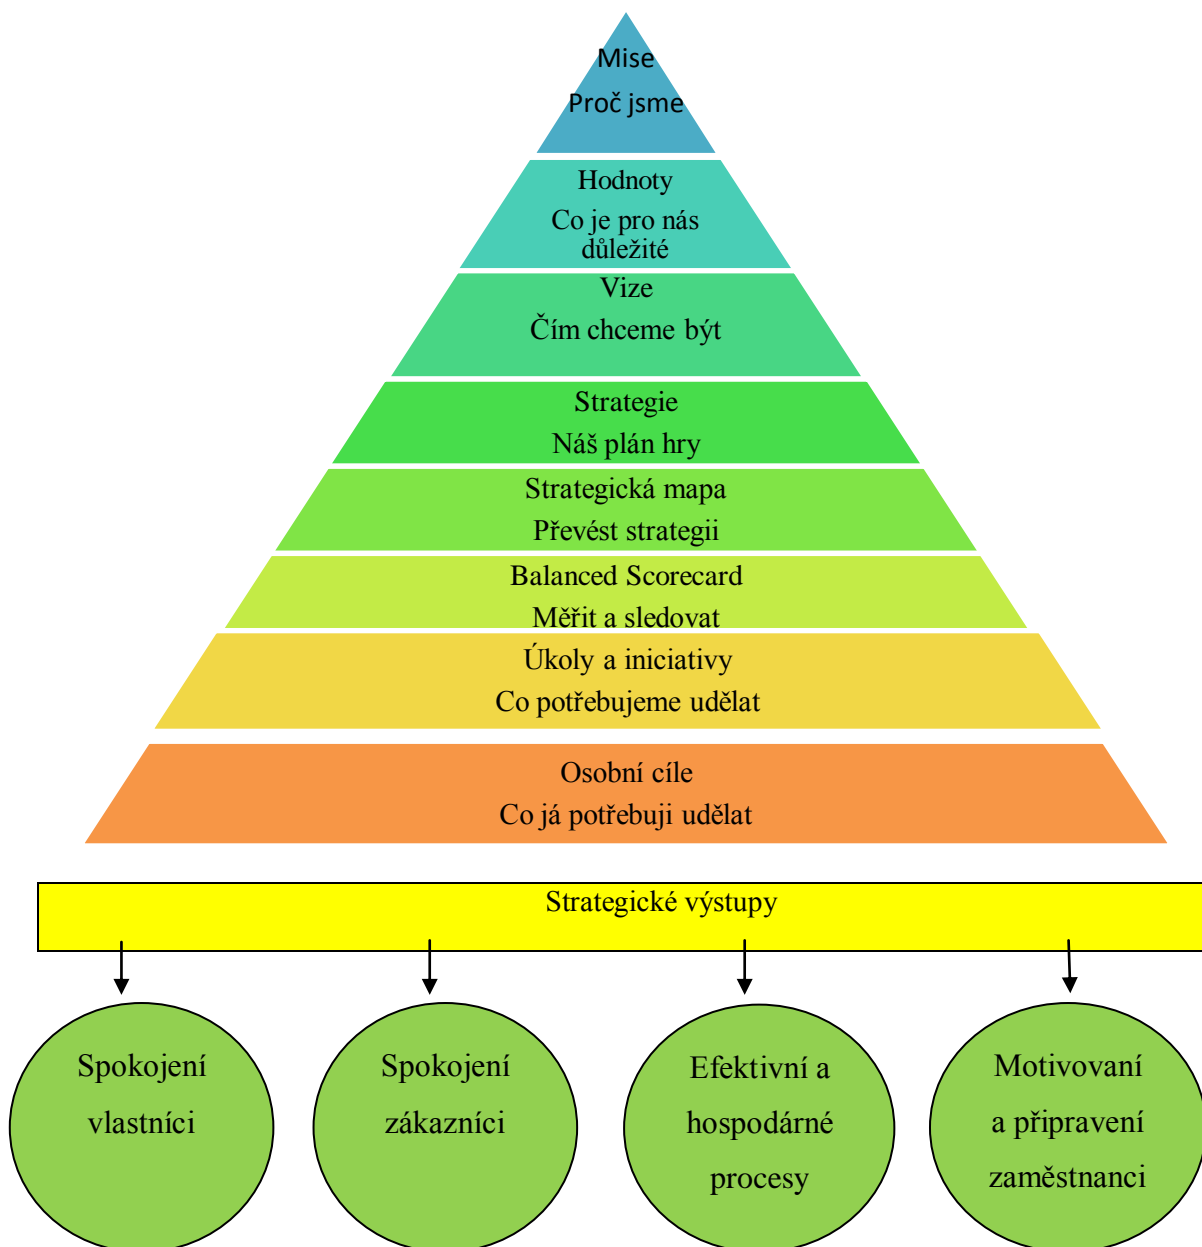 Mise
Proč jsme
Hodnoty
Co je pro nás
důležité
Vize
Čím chceme být
Strategie
Náš plán hry
Strategická mapa
Převést strategii
Balanced Scorecard
Měřit a sledovat
Úkoly a iniciativy
Co potřebujeme udělat
Osobní cíle
Co já potřebuji udělat
Strategické výstupy
Spokojení
vlastníci
Spokojení
zákazníci
Efektivní a
hospodárné
procesy
Motivovaní
a připravení
zaměstnanci